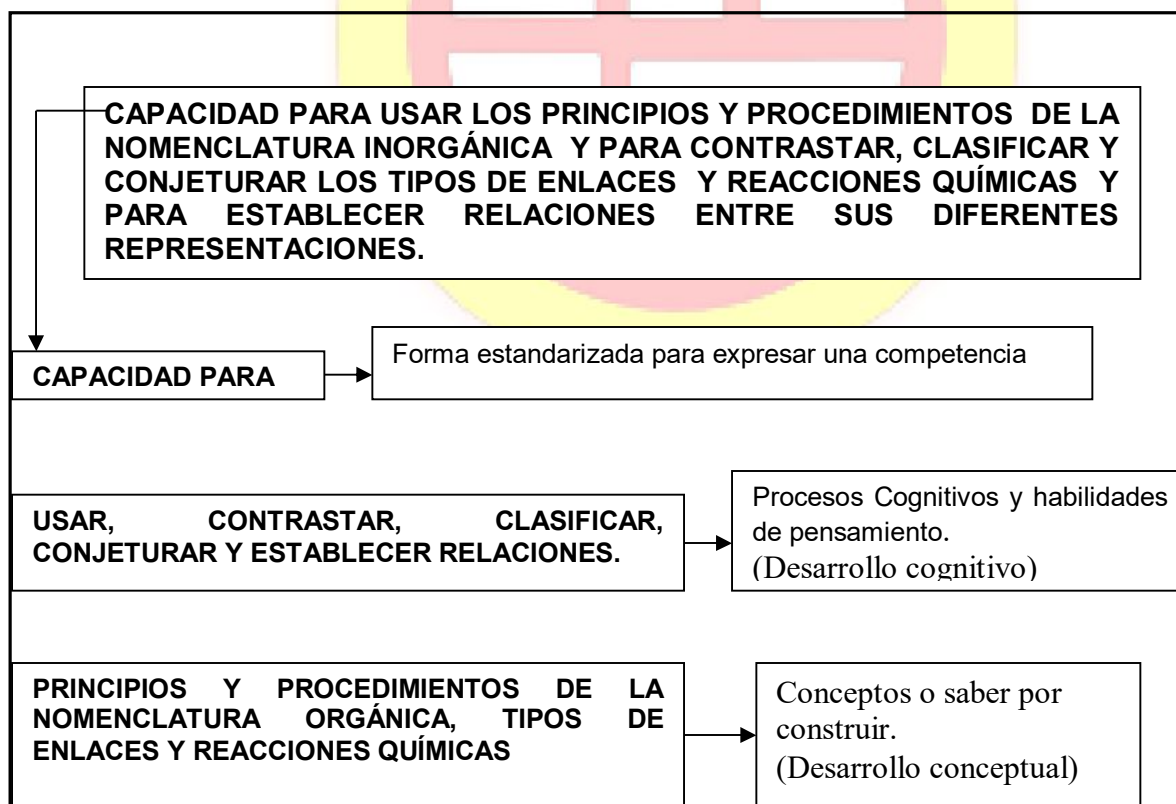 CAPACIDAD PARA USAR LOS PRINCIPIOS Y PROCEDIMIENTOS DE LA
NOMENCLATURA INORGÁNICA Y PARA CONTRASTAR, CLASIFICAR Y
CONJETURAR LOS TIPOS DE ENLACES Y REACCIONES QUÍMICAS Y
PARA ESTABLECER RELACIONES ENTRE SUS DIFERENTES
REPRESENTACIONES.
CAPACIDAD PARA
Forma estandarizada para expresar una competencia
USAR, CONTRASTAR, CLASIFICAR,
CONJETURAR Y ESTABLECER RELACIONES.
Procesos Cognitivos y habilidades
de pensamiento.
(Desarrollo cognitivo)
PRINCIPIOS Y PROCEDIMIENTOS DE LA
NOMENCLATURA ORGÁNICA, TIPOS DE
ENLACES Y REACCIONES QUÍMICAS
Conceptos o saber por
construir.
(Desarrollo conceptual)